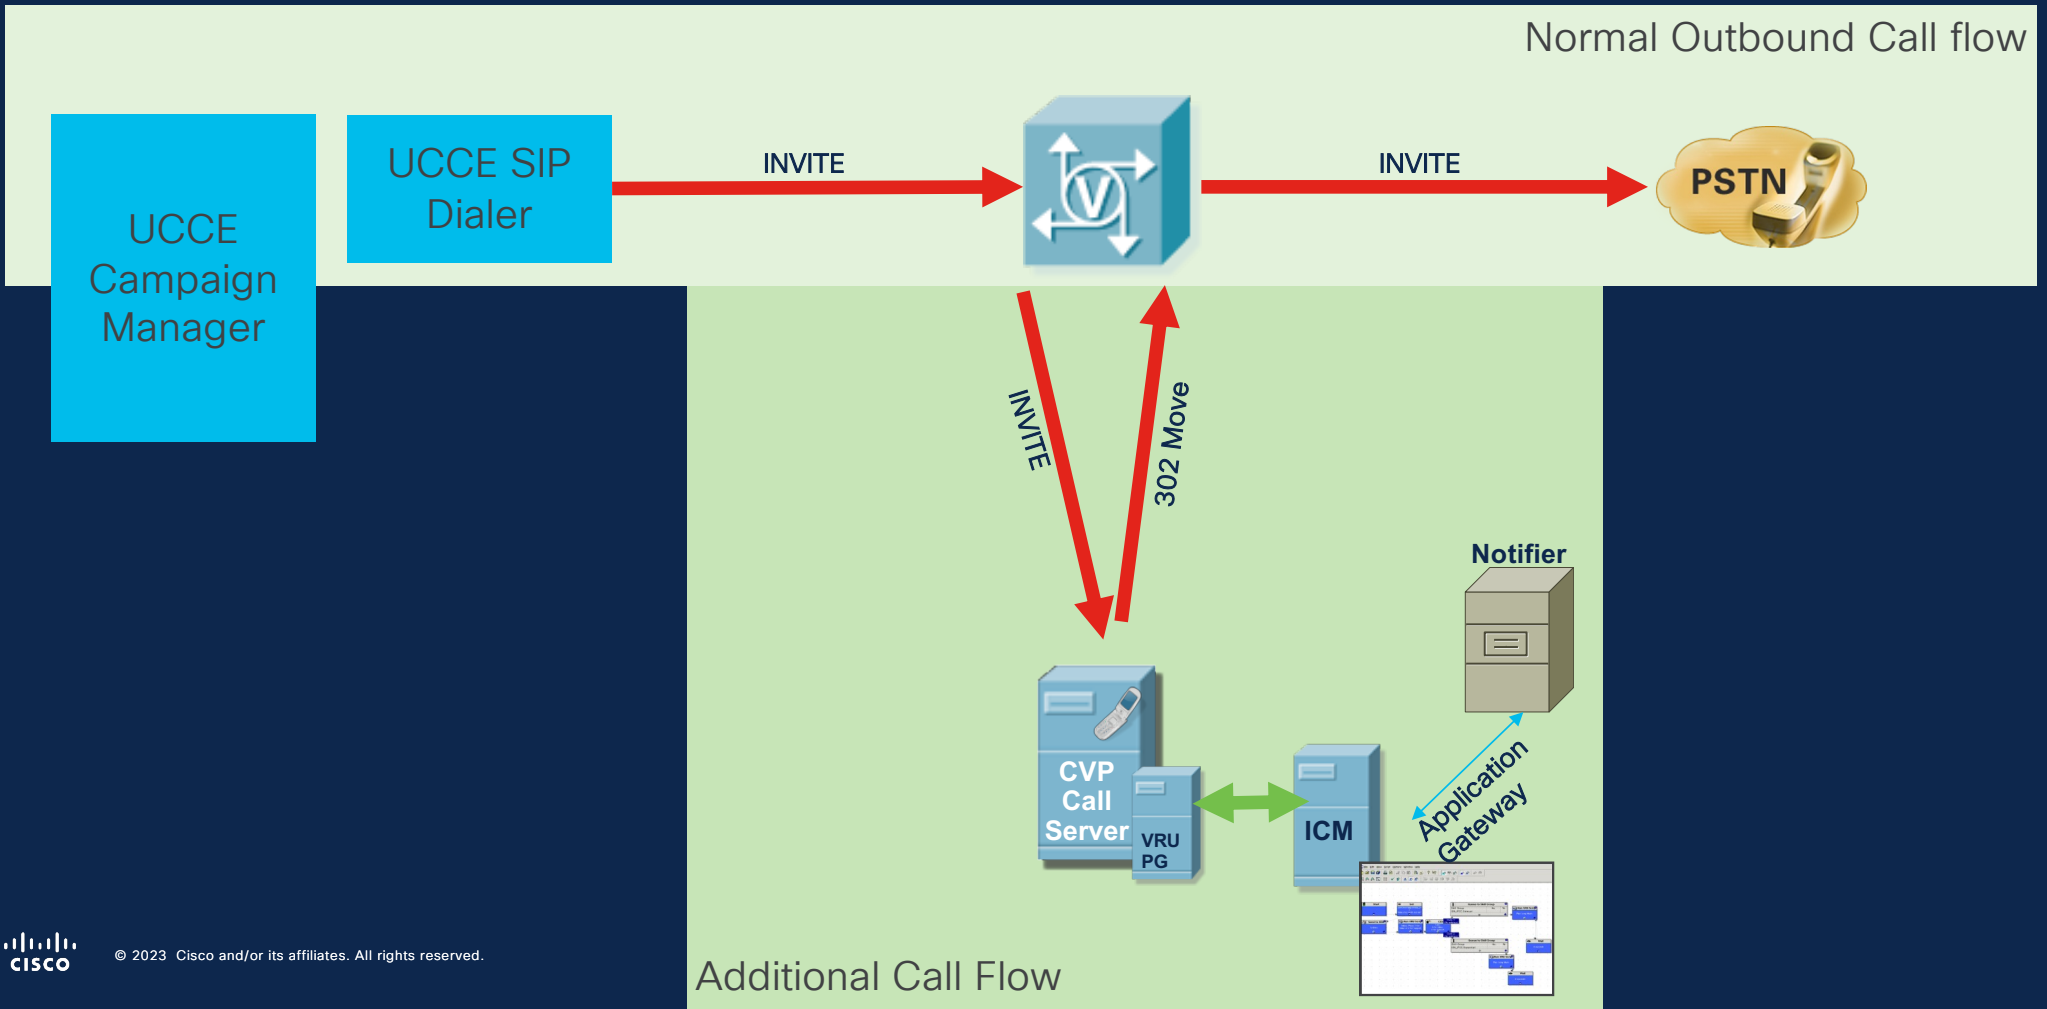 Normal Outbound Call flow
UCCE
Campaign
Manager
UCCE SIP
Dialer
INVITE
V
INVITE
PSTN
INVITE
302 Move
Notifier
Application
Gateway
CVP
Call
Server
VRU
PG
ICM
Additional Call Flow
CISCO
© 2023 Cisco and/or its affiliates. All rights reserved.